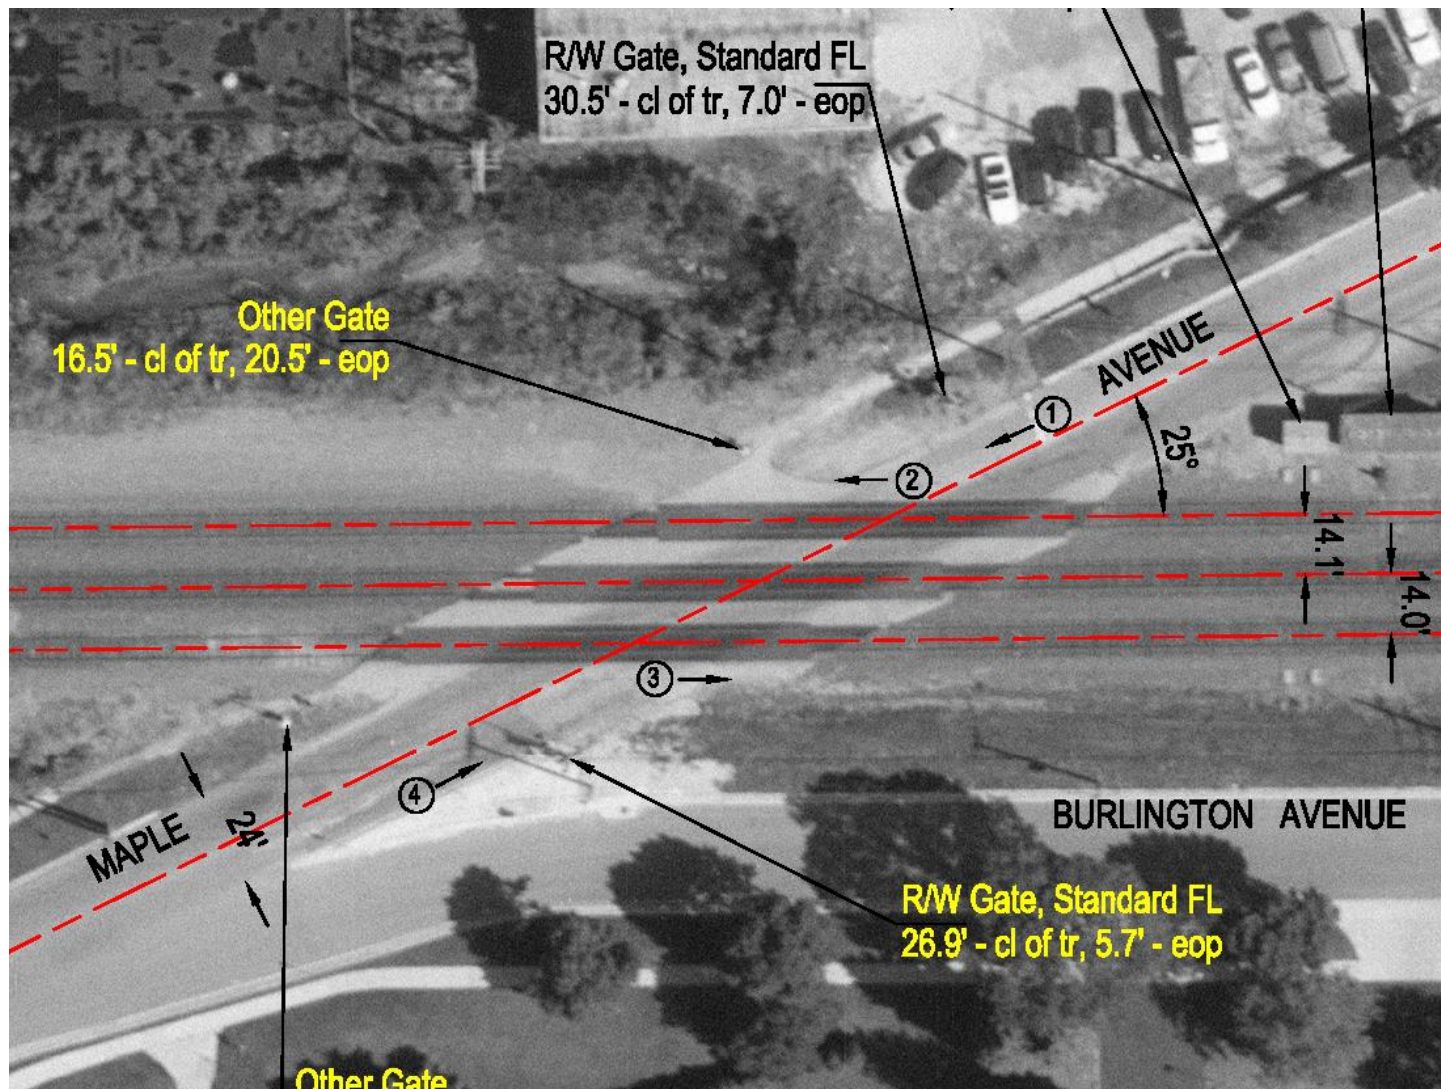 R/W Gate, Standard FL
30.5' - cl of tr, 7.0' - eop
Other Gate
16.5' - cl of tr, 20.5' - eop
AVENUE
1
25°
2
14.1'
14.0'
3
4
MAPLE
24'
BURLINGTON AVENUE
R/W Gate, Standard FL
26.9' - cl of tr, 5.7' - eop
Other Gate